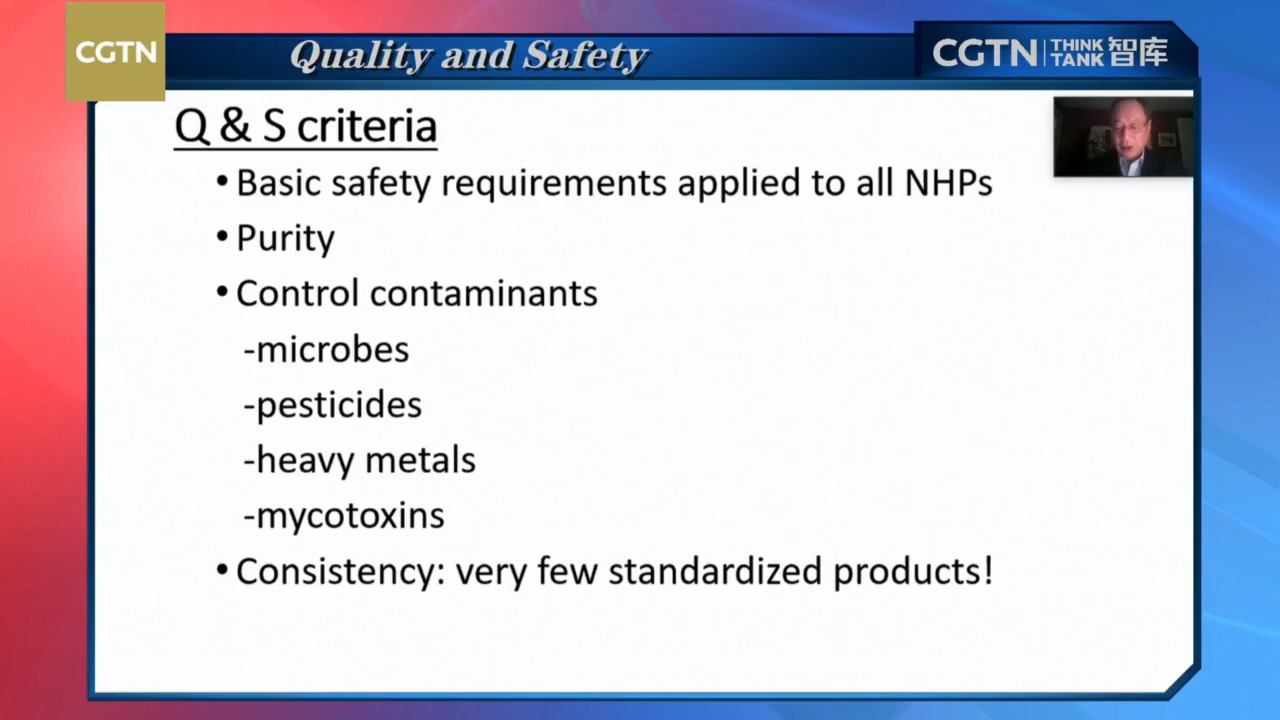 CGTN
Quality and Safety
CGTN THINK TANK 智库
Q & S criteria
• Basic safety requirements applied to all NHPs
• Purity
• Control contaminants
-microbes
-pesticides
-heavy metals
-mycotoxins
• Consistency: very few standardized products!